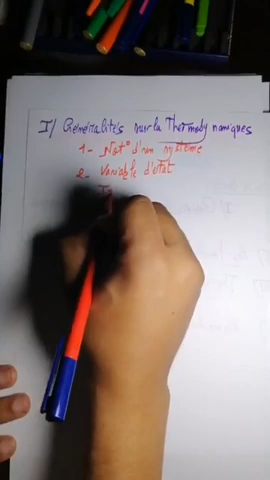 I/ Généralités sur la Thermodynamiques
1- Not° d'un système
2- Variable d'état